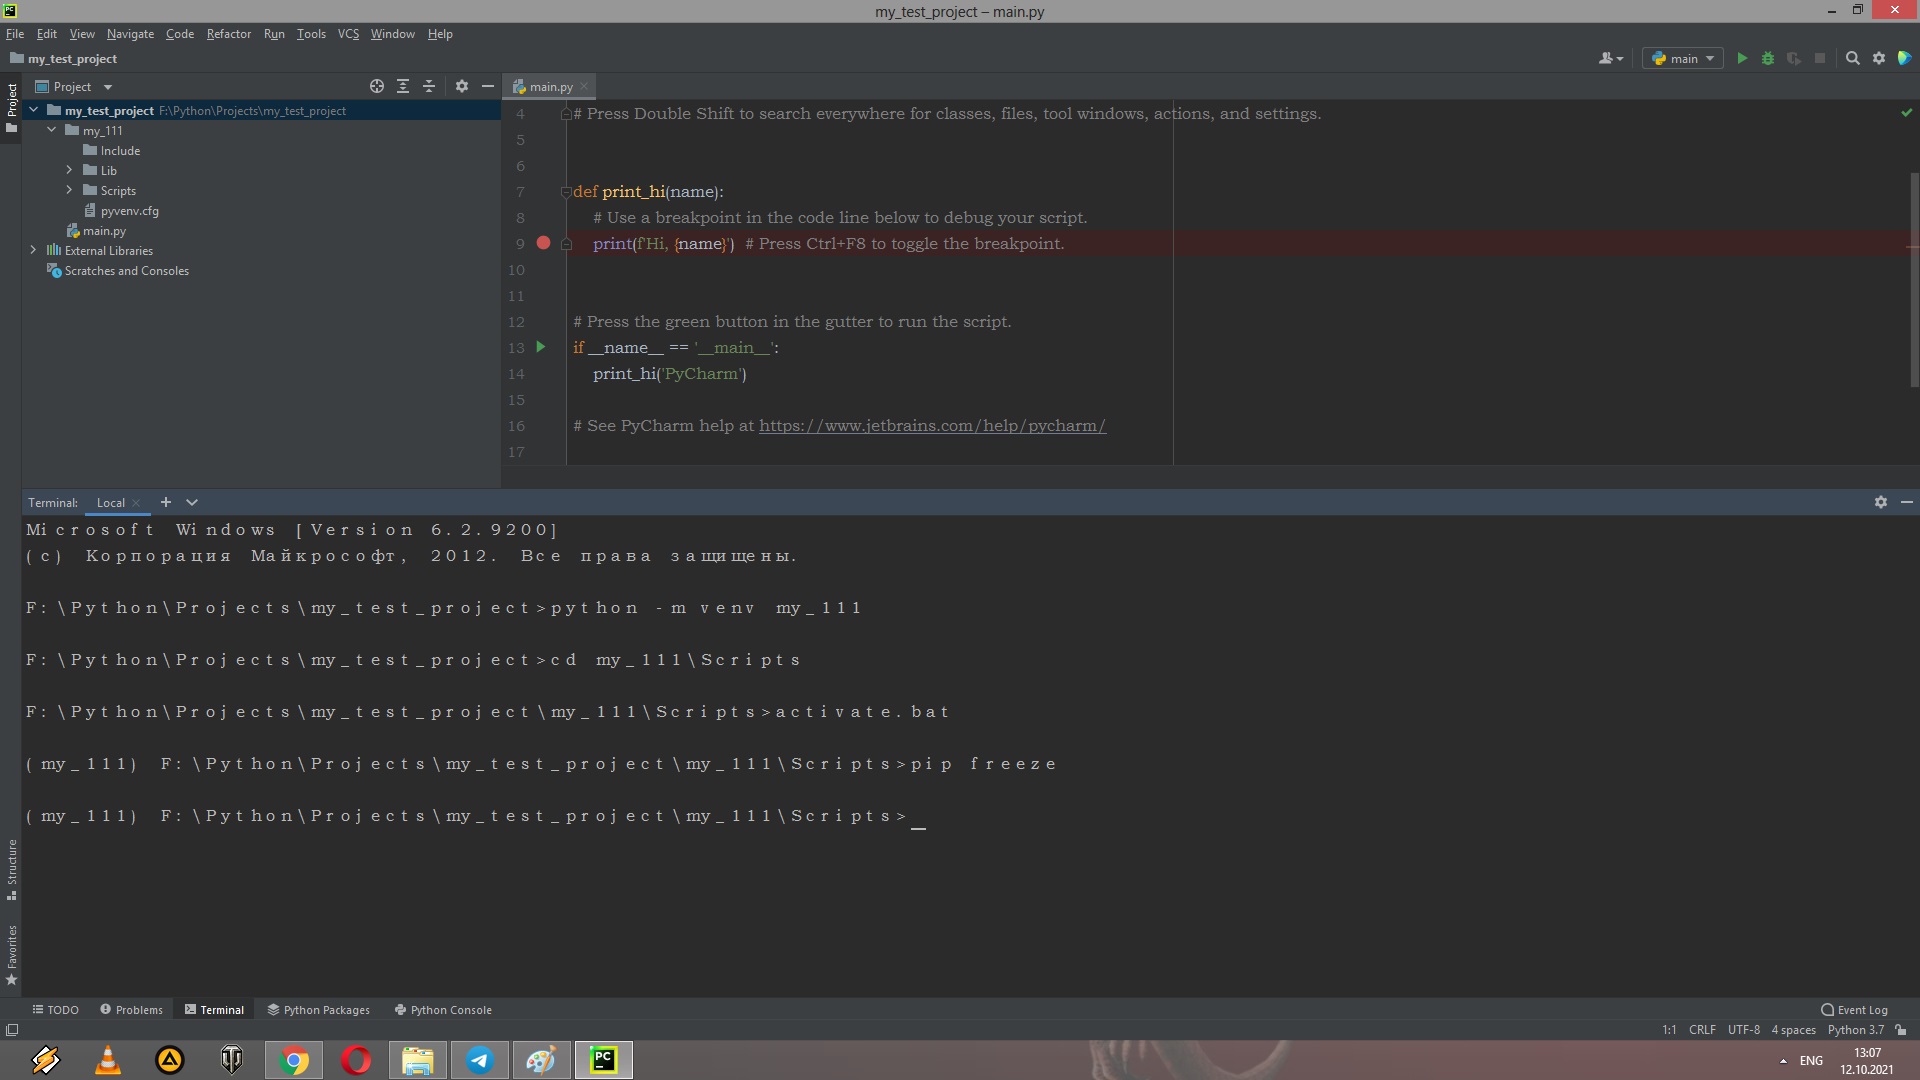 my_test_project – main.py
File Edit View Navigate Code Refactor Run Tools VCS Window Help
my_test_project
main
Project
Project
main.py
my_test_project F:\Python\Projects\my_test_project
my_111
Include
Lib
Scripts
pyvenv.cfg
main.py
External Libraries
Scratches and Consoles
4 # Press Double Shift to search everywhere for classes, files, tool windows, actions, and settings.
5
6
7 def print_hi(name):
8 # Use a breakpoint in the code line below to debug your script.
9 print(f'Hi, {name}') # Press Ctrl+F8 to toggle the breakpoint.
10
11
12 # Press the green button in the gutter to run the script.
13 if __name__ == '__main__':
14 print_hi('PyCharm')
15
16 # See PyCharm help at https://www.jetbrains.com/help/pycharm/
17
Terminal: Local
Microsoft Windows [Version 6.2.9200]
(c) Корпорация Майкрософт, 2012. Все права защищены.
F:\Python\Projects\my_test_project>python -m venv my_111
F:\Python\Projects\my_test_project>cd my_111\Scripts
F:\Python\Projects\my_test_project\my_111\Scripts>activate.bat
(my_111) F:\Python\Projects\my_test_project\my_111\Scripts>pip freeze
(my_111) F:\Python\Projects\my_test_project\my_111\Scripts>_
Structure
Favorites
TODO Problems Terminal Python Packages Python Console Event Log
1:1 CRLF UTF-8 4 spaces Python 3.7
PC
ENG
13:07
12.10.2021